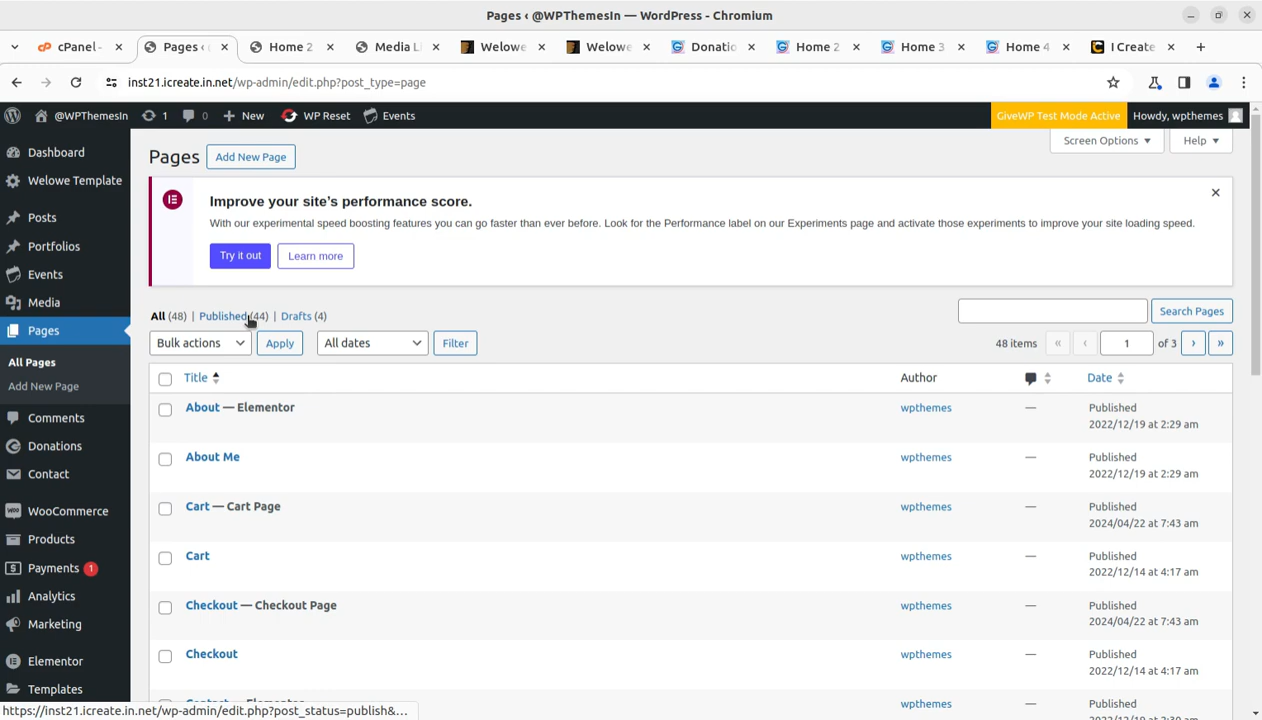 Pages ‹ @WPThemesIn — WordPress - Chromium
cPanel -
Pages ‹
Home 2
Media L
Welowe
Welowe
Donatio
Home 2
Home 3
Home 4
I Create
inst21.icreate.in.net/wp-admin/edit.php?post_type=page
@WPThemesIn
1
0
New
WP Reset
Events
GiveWP Test Mode Active
Howdy, wpthemes
Dashboard
Welowe Template
Posts
Portfolios
Events
Media
Pages
All Pages
Add New Page
Comments
Donations
Contact
WooCommerce
Products
Payments 1
Analytics
Marketing
Elementor
Templates
Pages
Add New Page
Screen Options
Help
Improve your site’s performance score.
With our experimental speed boosting features you can go faster than ever before. Look for the Performance label on our Experiments page and activate those experiments to improve your site loading speed.
Try it out
Learn more
All (48) | Published (44) | Drafts (4)
Search Pages
Bulk actions
Apply
All dates
Filter
48 items « ‹ 1 of 3 › »
Title
Author
Date
About — Elementor
wpthemes
—
Published
2022/12/19 at 2:29 am
About Me
wpthemes
—
Published
2022/12/19 at 2:29 am
Cart — Cart Page
wpthemes
—
Published
2024/04/22 at 7:43 am
Cart
wpthemes
—
Published
2022/12/14 at 4:17 am
Checkout — Checkout Page
wpthemes
—
Published
2024/04/22 at 7:43 am
Checkout
wpthemes
—
Published
2022/12/14 at 4:17 am
wpthemes
—
Published
https://inst21.icreate.in.net/wp-admin/edit.php?post_status=publish&...